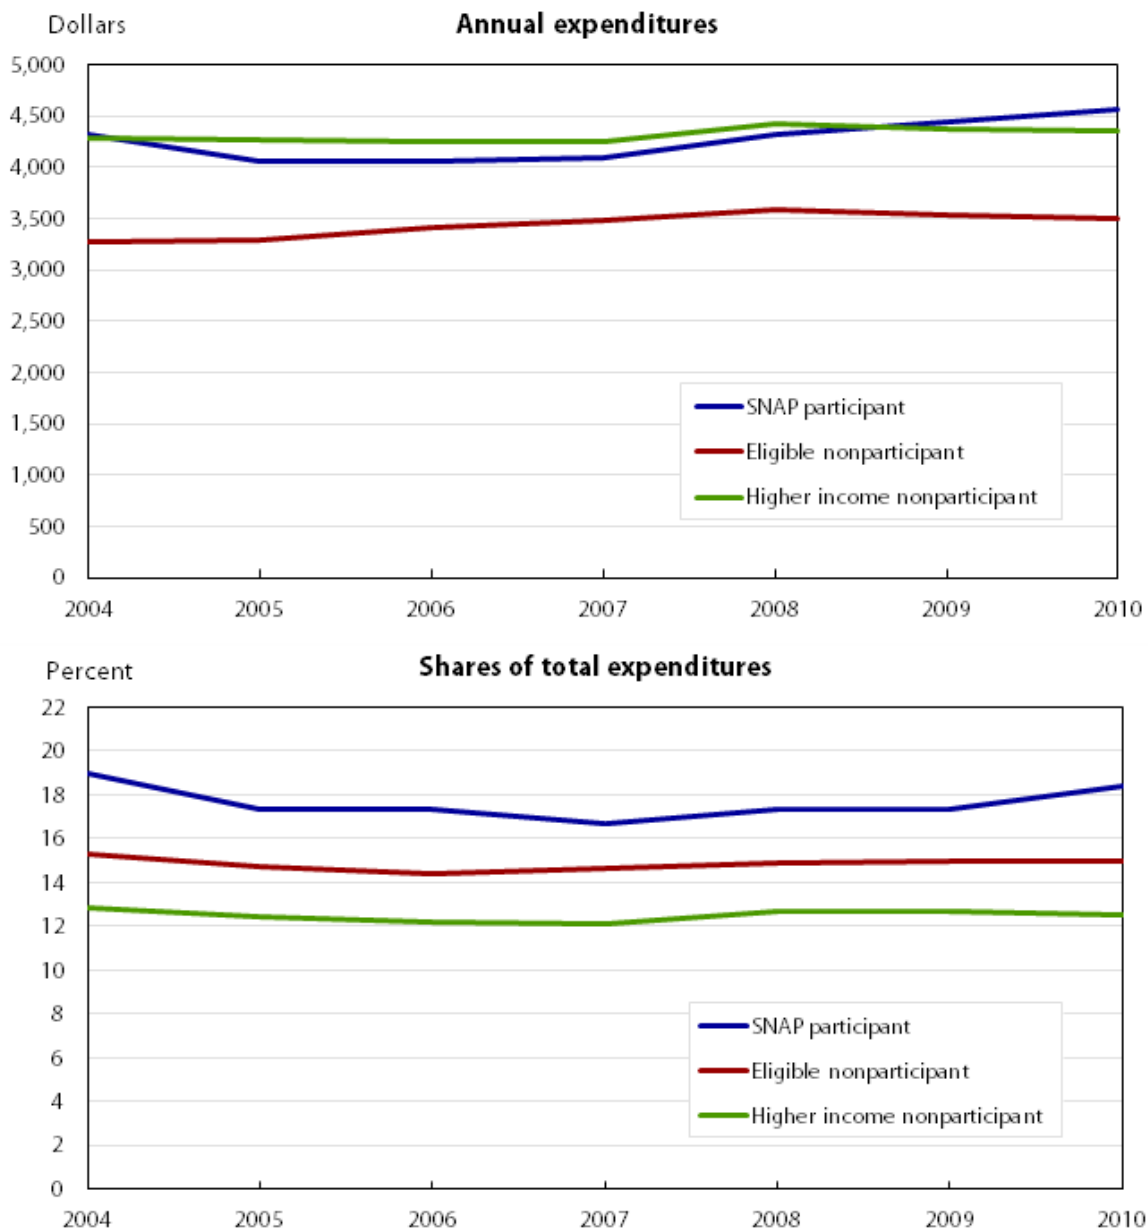 Dollars
Annual expenditures
5,000
4,500
4,000
3,500
3,000
2,500
2,000
1,500
1,000
500
0
SNAP participant
Eligible nonparticipant
Higher income nonparticipant
2004 2005 2006 2007 2008 2009 2010
Percent
Shares of total expenditures
22
20
18
16
14
12
10
8
6
4
2
0
SNAP participant
Eligible nonparticipant
Higher income nonparticipant
2004 2005 2006 2007 2008 2009 2010